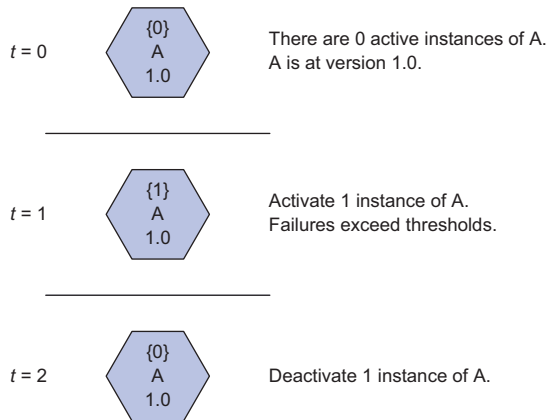 t = 0
{0}
A
1.0
There are 0 active instances of A.
A is at version 1.0.
t = 1
{1}
A
1.0
Activate 1 instance of A.
Failures exceed thresholds.
t = 2
{0}
A
1.0
Deactivate 1 instance of A.